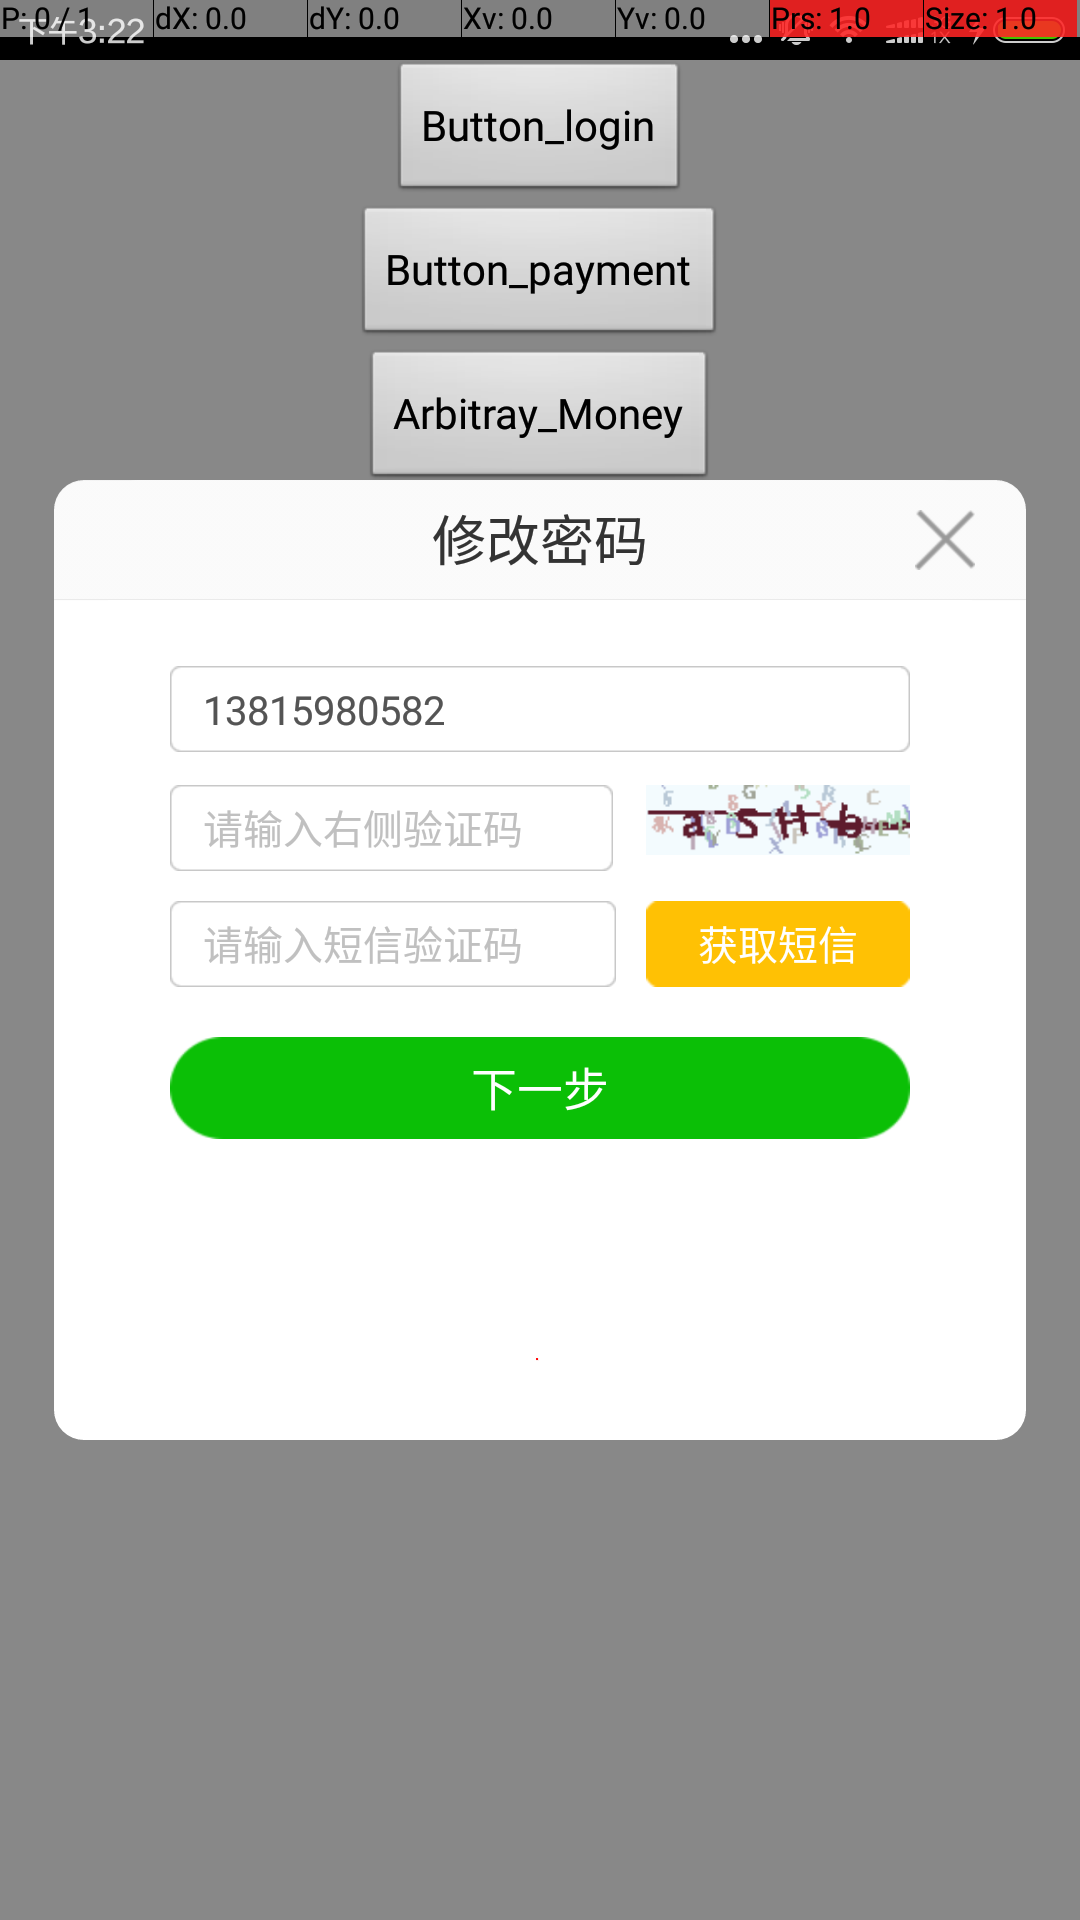 P: 0 / 1 dX: 0.0 dY: 0.0 Xv: 0.0 Yv: 0.0 Prs: 1.0 Size: 1.0
下午3:22
Button_login
Button_payment
Arbitray_Money
修改密码
13815980582
请输入右侧验证码
a S H b
请输入短信验证码 获取短信
下一步